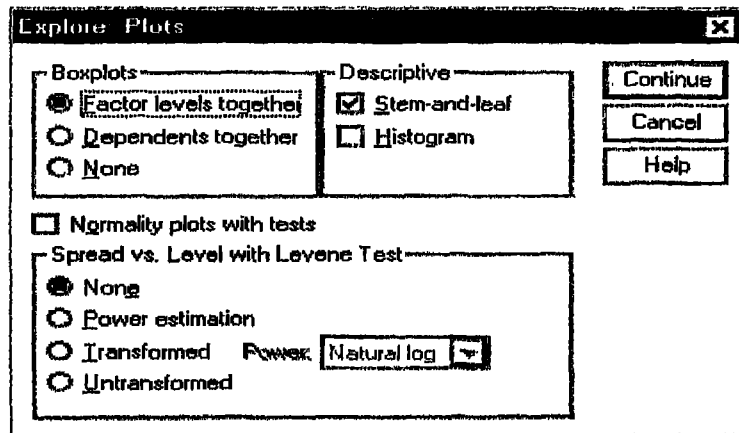 Explore: Plots
Boxplots
Factor levels together
Dependents together
None
Descriptive
Stem-and-leaf
Histogram
Continue
Cancel
Help
Normality plots with tests
Spread vs. Level with Levene Test
None
Power estimation
Transformed Power: Natural log
Untransformed